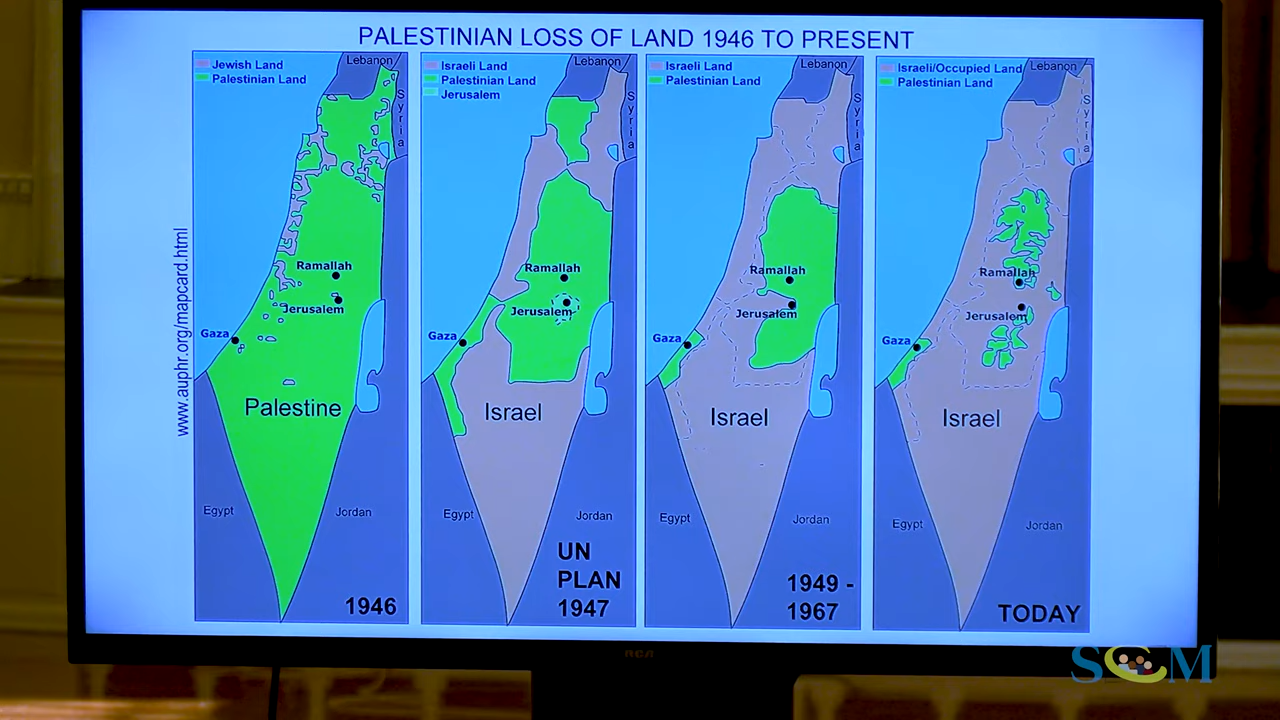 PALESTINIAN LOSS OF LAND 1946 TO PRESENT
www.auphr.org/mapcard.html
Jewish Land
Palestinian Land
Lebanon
Syria
Ramallah
Jerusalem
Gaza
Palestine
Egypt
Jordan
1946
Israeli Land
Palestinian Land
Jerusalem
Lebanon
Syria
Ramallah
Jerusalem
Gaza
Israel
Egypt
Jordan
UN
PLAN
1947
Israeli Land
Palestinian Land
Lebanon
Syria
Ramallah
Jerusalem
Gaza
Israel
Egypt
Jordan
1949 -
1967
Israeli/Occupied Land
Palestinian Land
Lebanon
Syria
Ramallah
Jerusalem
Gaza
Israel
Egypt
Jordan
TODAY
RCA
SCM